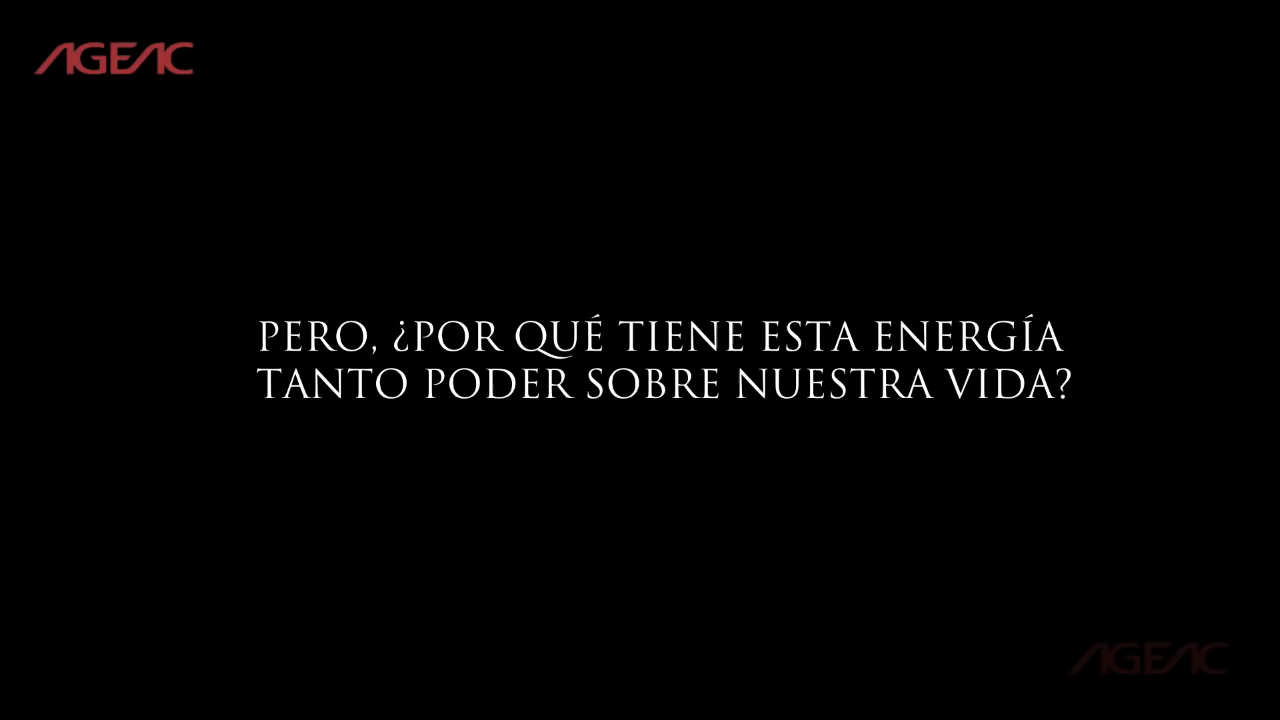 AGEAC
PERO, ¿POR QUÉ TIENE ESTA ENERGÍA
TANTO PODER SOBRE NUESTRA VIDA?
AGEAC